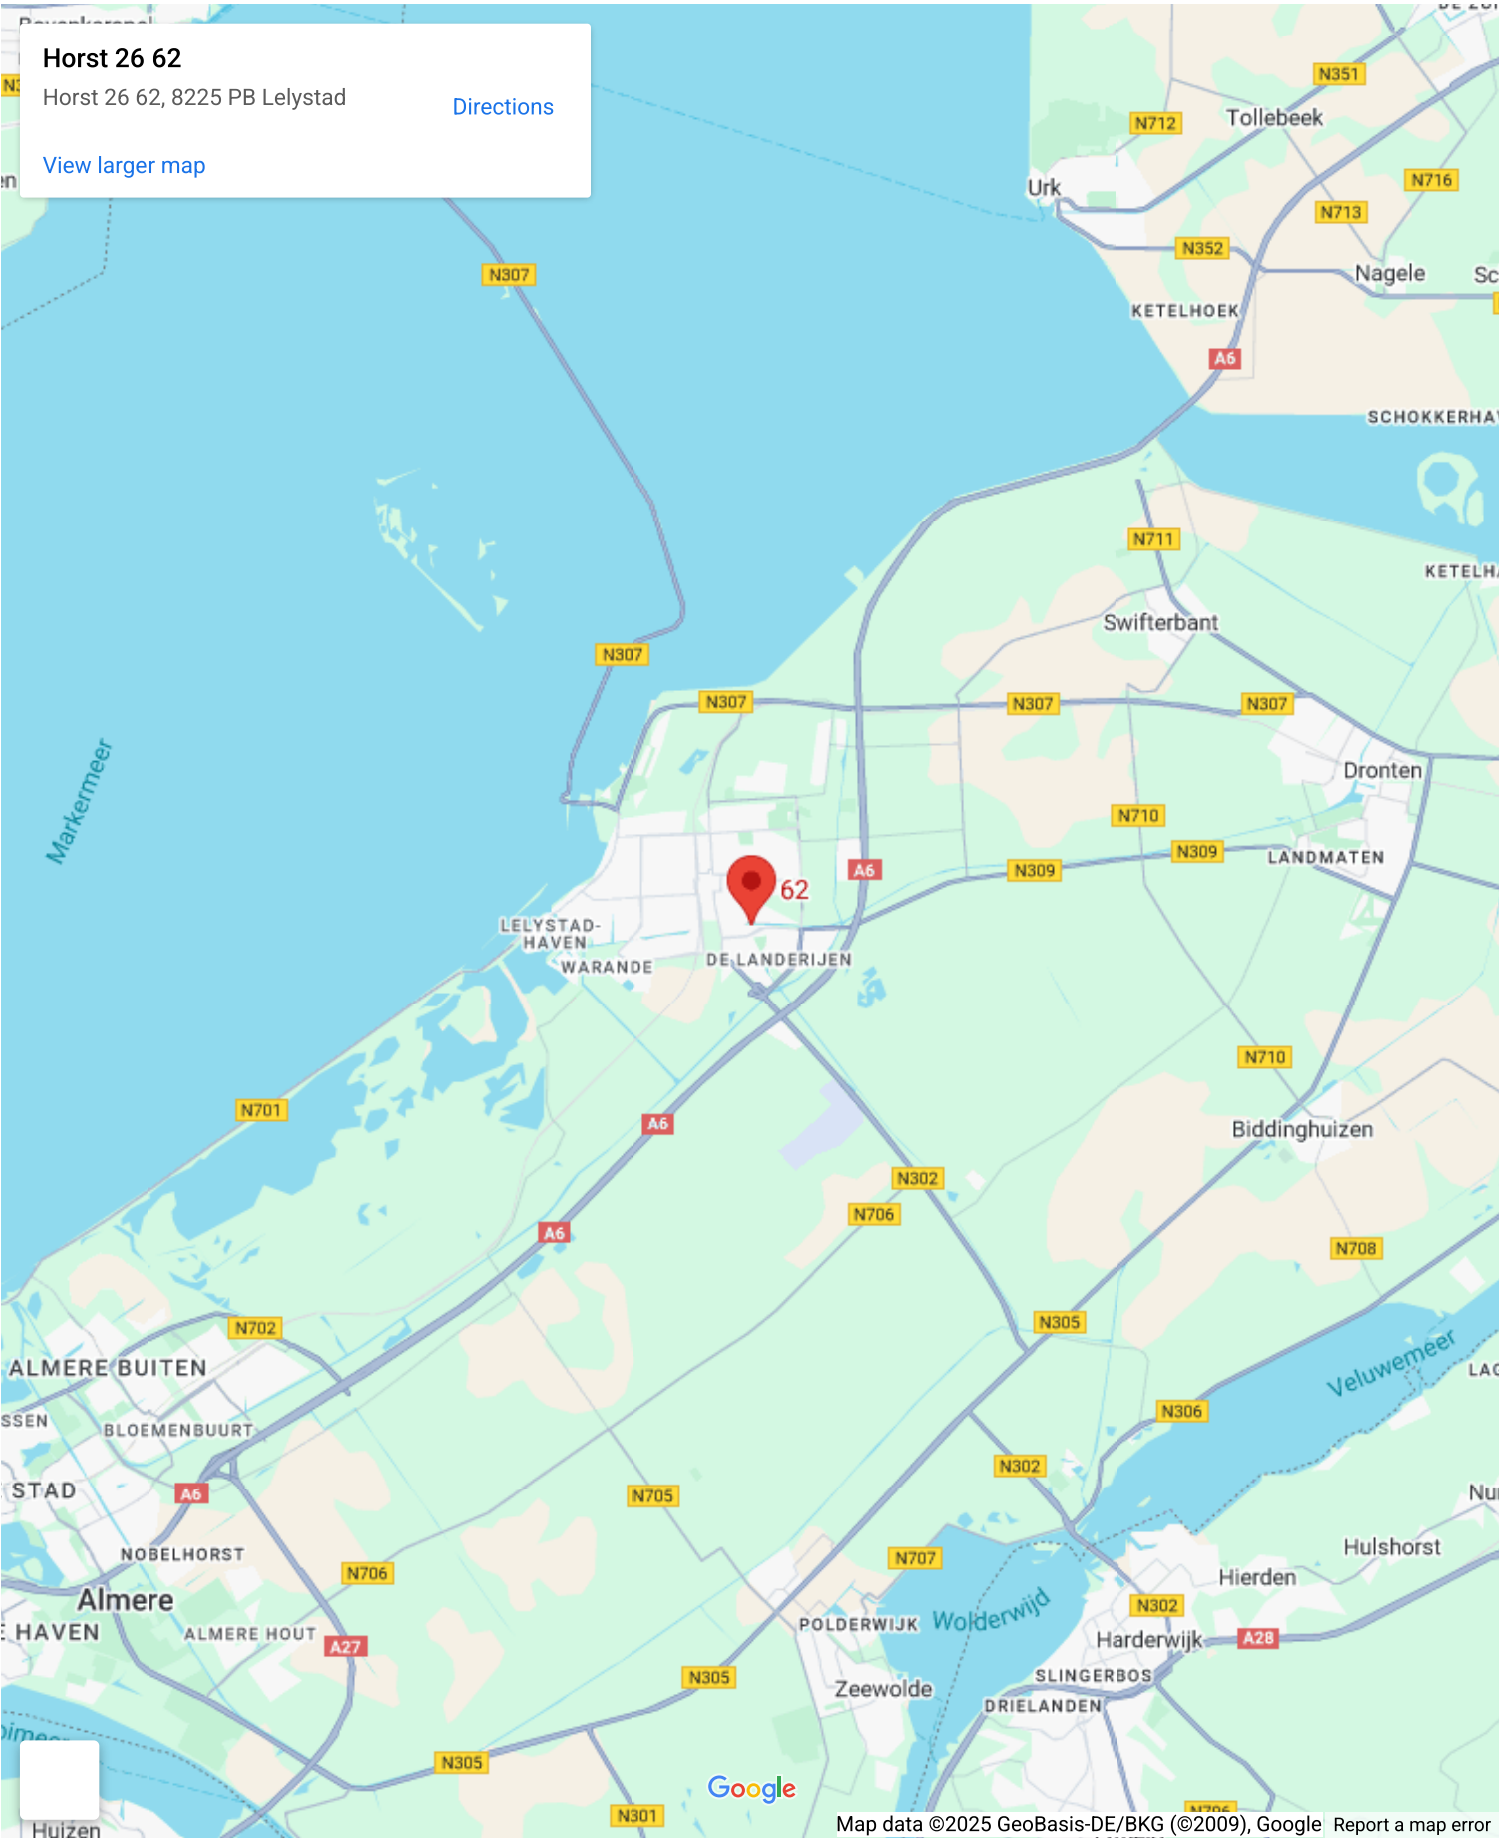 Horst 26 62
Horst 26 62, 8225 PB Lelystad
Directions
View larger map
N351
Tollebeek
N712
N716
Urk
N713
N352
Nagele
N307
KETELHOEK
A6
N711
Swifterbant
N307
N307
N307
N307
Markermeer
Dronten
N710
N309
LANDMATEN
A6
N309
62
LELYSTAD-
HAVEN
DE LANDERIJEN
WARANDE
N710
N701
A6
Biddinghuizen
N302
N706
A6
N708
N305
N702
Veluwemeer
ALMERE BUITEN
N306
BLOEMENBUURT
N302
STAD
A6
N705
Hulshorst
NOBELHORST
N707
N706
Hierden
Almere
N302
Wolderwijd
POLDERWIJK
HAVEN
ALMERE HOUT
A27
Harderwijk
A28
SLINGERBOS
N305
Zeewolde
DRIELANDEN
N305
Google
N301
Map data ©2025 GeoBasis-DE/BKG (©2009), Google
Report a map error
Huizen